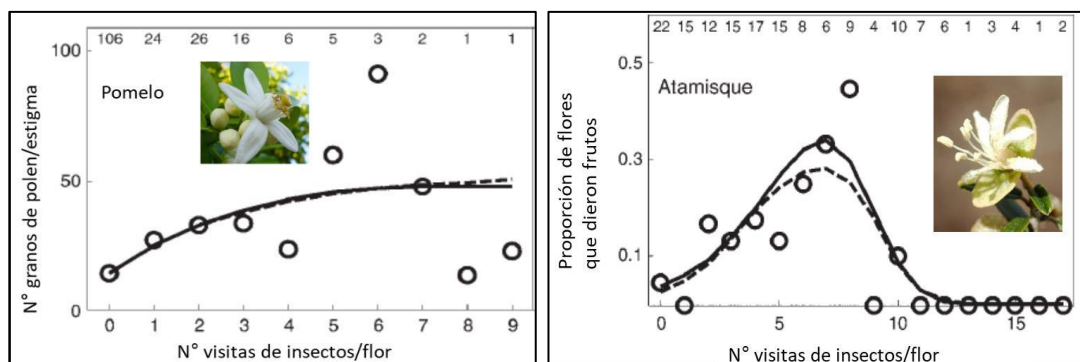 106 24 26 16 6 5 3 2 1 1
100
50
0
Pomelo
N° granos de polen/estigma
0 1 2 3 4 5 6 7 8 9
N° visitas de insectos/flor
22 15 12 15 17 15 8 6 9 4 10 7 6 1 3 4 1 2
0.5
0.3
0.1
Atamisque
Proporción de flores
que dieron frutos
0 5 10 15
N° visitas de insectos/flor